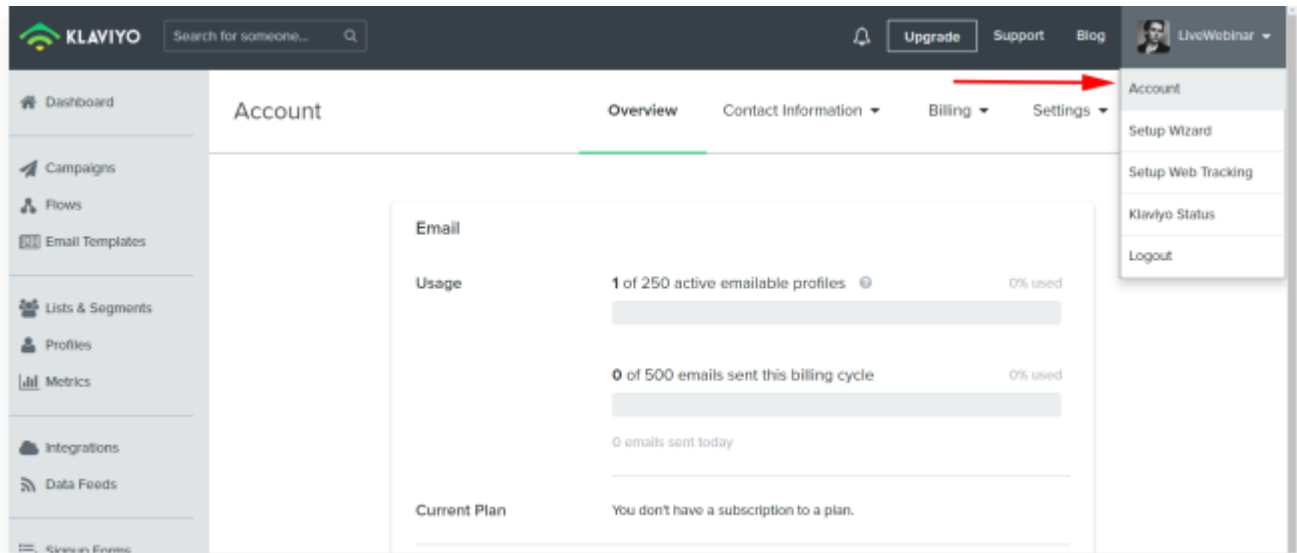 KLAVIYO
Search for someone...
Upgrade
Support
Blog
LiveWebinar
Dashboard
Campaigns
Flows
Email Templates
Lists & Segments
Profiles
Metrics
Integrations
Data Feeds
Signup Forms
Account
Overview
Contact Information
Billing
Settings
Account
Setup Wizard
Setup Web Tracking
Klaviyo Status
Logout
Email
Usage
1 of 250 active emailable profiles
0% used
0 of 500 emails sent this billing cycle
0% used
0 emails sent today
Current Plan
You don't have a subscription to a plan.